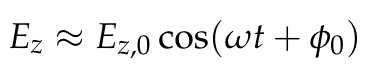 E_z ≈ E_{z,0} cos(ωt + ϕ_0)